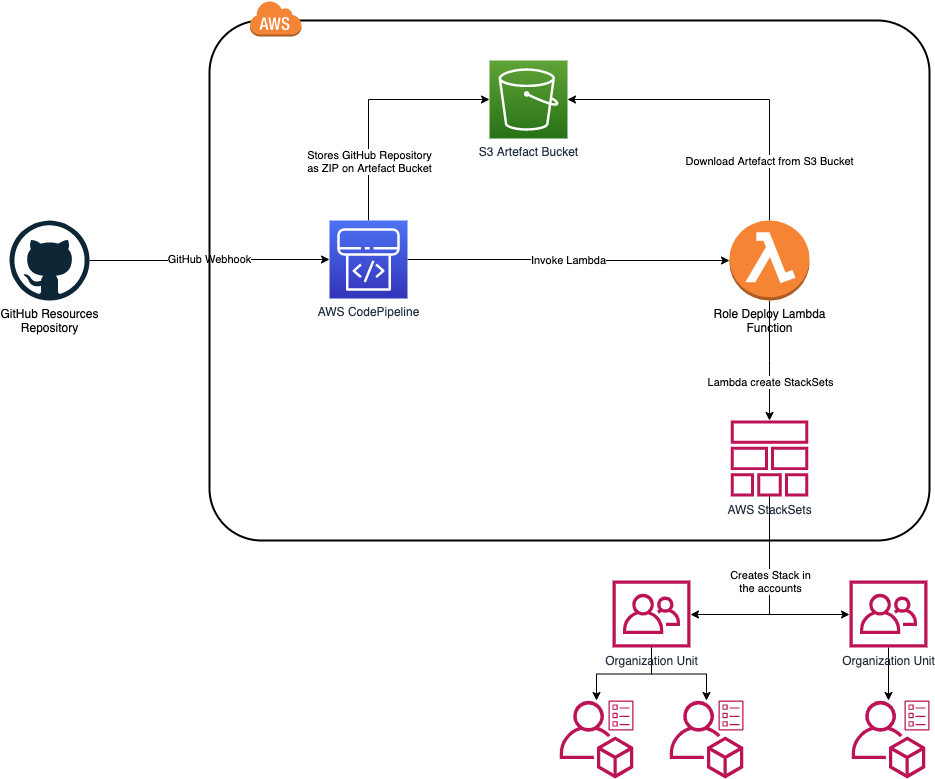 AWS
S3 Artefact Bucket
Stores GitHub Repository
as ZIP on Artefact Bucket
Download Artefact from S3 Bucket
GitHub Webhook
Invoke Lambda
GitHub Resources
Repository
AWS CodePipeline
Role Deploy Lambda
Function
Lambda create StackSets
AWS StackSets
Creates Stack in
the accounts
Organization Unit
Organization Unit